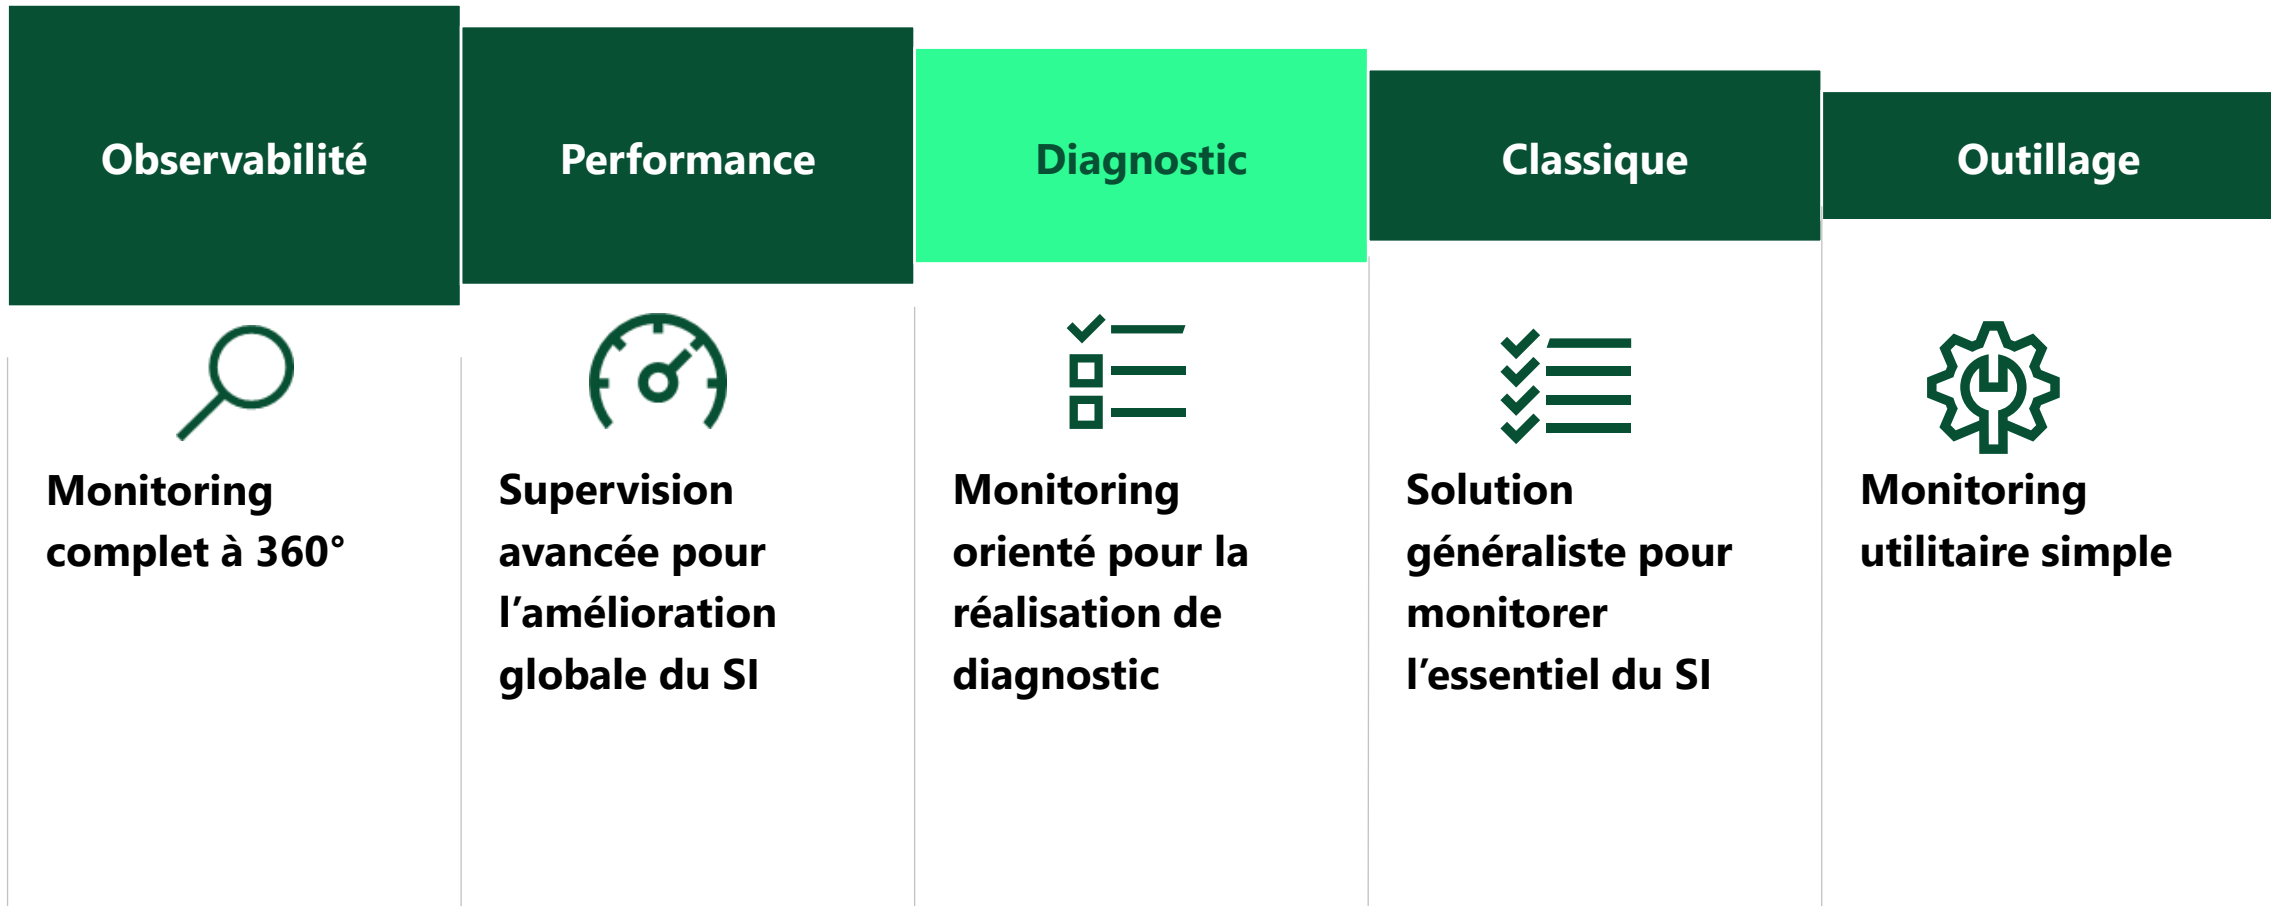 Observabilité
Performance
Diagnostic
Classique
Outillage
Monitoring
complet à 360°
Supervision
avancée pour
l’amélioration
globale du SI
Monitoring
orienté pour la
réalisation de
diagnostic
Solution
généraliste pour
monitorer
l’essentiel du SI
Monitoring
utilitaire simple